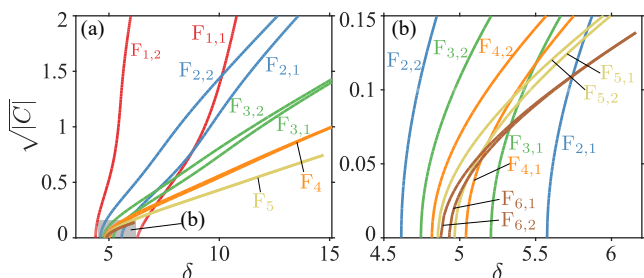 (a)
F1,2
F1,1
F2,2
F2,1
F3,2
F3,1
F4
F5
(b)
√|C|
2
1.5
1
0.5
0
5
10
15
δ
(b)
F2,2
F3,2
F4,2
F5,1
F5,2
F3,1
F2,1
F4,1
F6,1
F6,2
0.15
0.1
0.05
0
4.5
5
5.5
6
δ